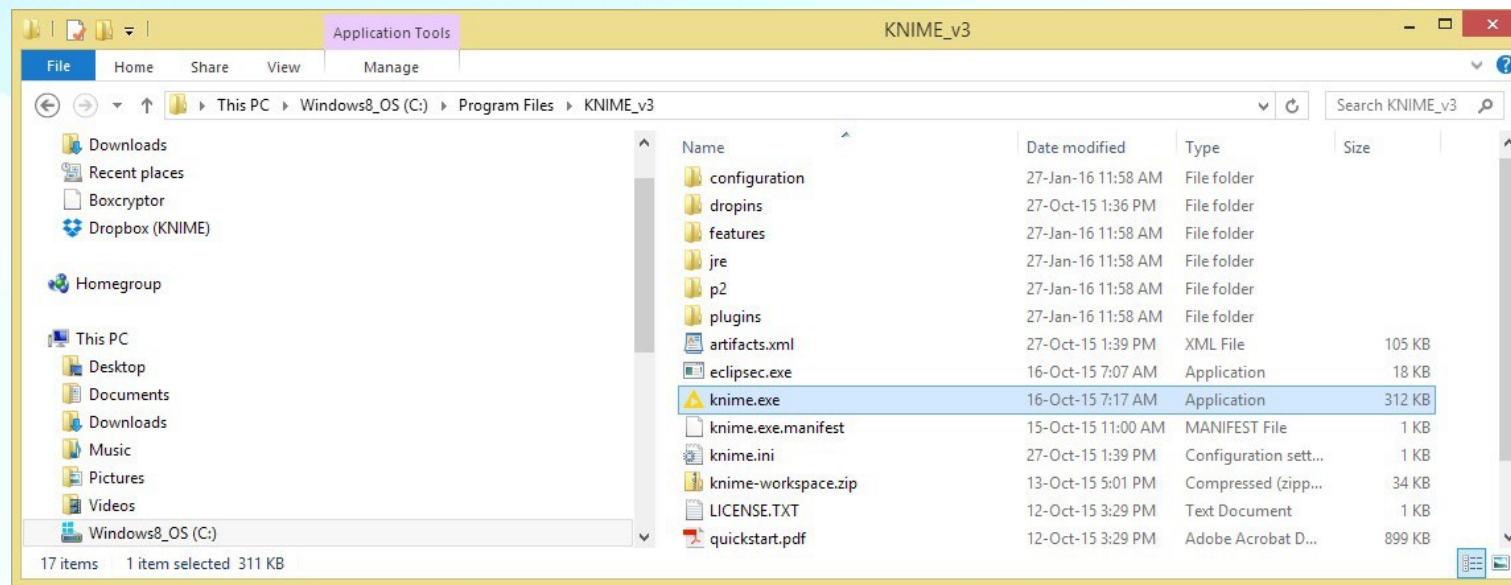 Application Tools
KNIME_v3
File Home Share View Manage
This PC Windows8_OS (C:) Program Files KNIME_v3
Search KNIME_v3
Downloads
Recent places
Boxcryptor
Dropbox (KNIME)
Homegroup
This PC
Desktop
Documents
Downloads
Music
Pictures
Videos
Windows8_OS (C:)
Name Date modified Type Size
configuration 27-Jan-16 11:58 AM File folder
dropins 27-Oct-15 1:36 PM File folder
features 27-Jan-16 11:58 AM File folder
jre 27-Jan-16 11:58 AM File folder
p2 27-Jan-16 11:58 AM File folder
plugins 27-Jan-16 11:58 AM File folder
artifacts.xml 27-Oct-15 1:39 PM XML File 105 KB
eclipsec.exe 16-Oct-15 7:07 AM Application 18 KB
knime.exe 16-Oct-15 7:17 AM Application 312 KB
knime.exe.manifest 15-Oct-15 11:00 AM MANIFEST File 1 KB
knime.ini 27-Oct-15 1:39 PM Configuration sett... 1 KB
knime-workspace.zip 13-Oct-15 5:01 PM Compressed (zipp... 34 KB
LICENSE.TXT 12-Oct-15 3:29 PM Text Document 1 KB
quickstart.pdf 12-Oct-15 3:29 PM Adobe Acrobat D... 899 KB
17 items 1 item selected 311 KB